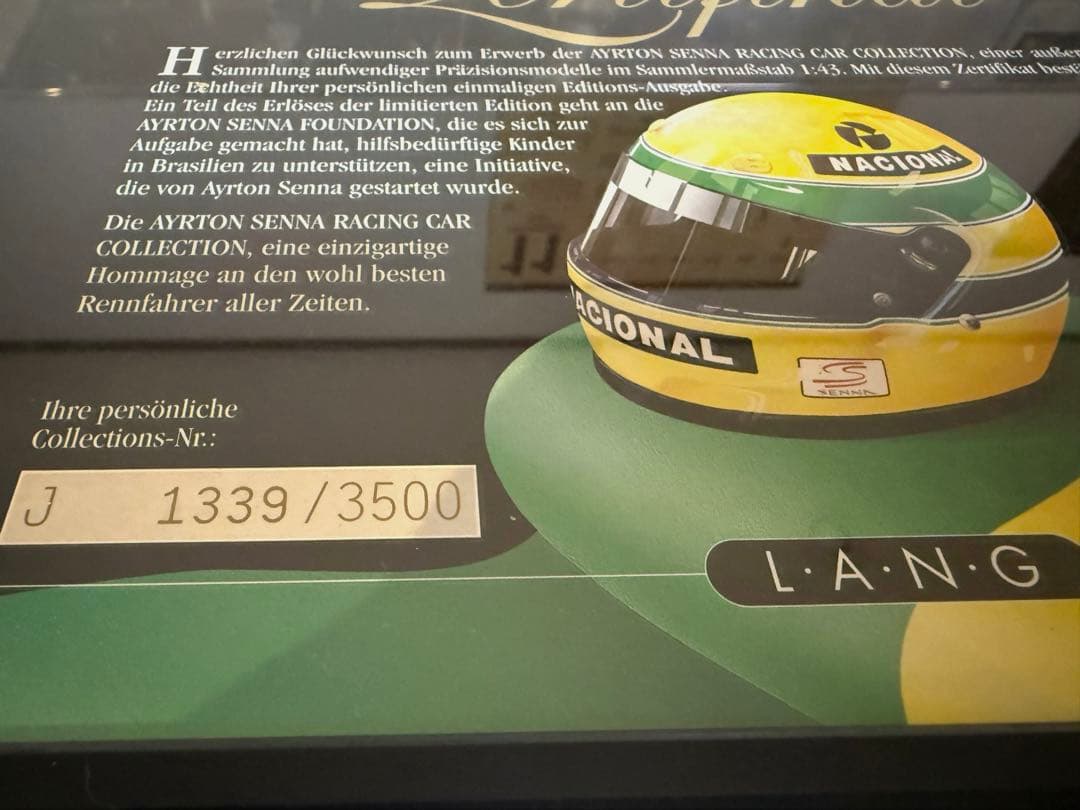 Zertifikat
Herzlichen Glückwunsch zum Erwerb der AYRTON SENNA RACING CAR COLLECTION, einer außer
Sammlung aufwendiger Präzisionsmodelle im Sammlermaßstab 1:43. Mit diesem Zertifikat best
die Echtheit Ihrer persönlichen einmaligen Editions-Ausgabe.
Ein Teil des Erlöses der limitierten Edition geht an die
AYRTON SENNA FOUNDATION, die es sich zur
Aufgabe gemacht hat, hilfsbedürftige Kinder
in Brasilien zu unterstützen, eine Initiative,
die von Ayrton Senna gestartet wurde.
Die AYRTON SENNA RACING CAR
COLLECTION, eine einzigartige
Hommage an den wohl besten
Rennfahrer aller Zeiten.
NACIONAL
NACIONAL
S
SENNA
Ihre persönliche
Collections-Nr.:
J 1339/3500
L·A·N·G